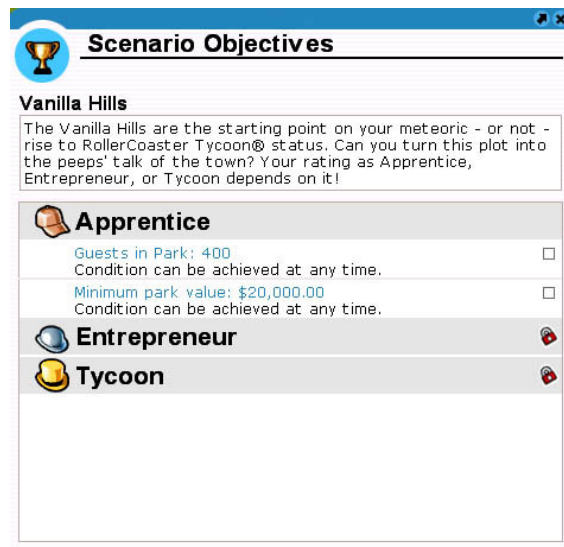 Scenario Objectives
Vanilla Hills
The Vanilla Hills are the starting point on your meteoric - or not -
rise to RollerCoaster Tycoon® status. Can you turn this plot into
the peeps' talk of the town? Your rating as Apprentice,
Entrepreneur, or Tycoon depends on it!
Apprentice
Guests in Park: 400
Condition can be achieved at any time.
Minimum park value: $20,000.00
Condition can be achieved at any time.
Entrepreneur
Tycoon